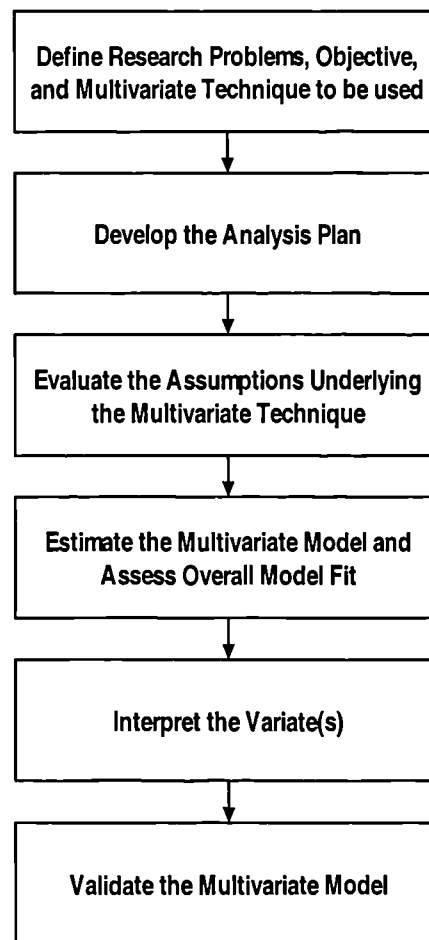 Define Research Problems, Objective,
and Multivariate Technique to be used
Develop the Analysis Plan
Evaluate the Assumptions Underlying
the Multivariate Technique
Estimate the Multivariate Model and
Assess Overall Model Fit
Interpret the Variate(s)
Validate the Multivariate Model